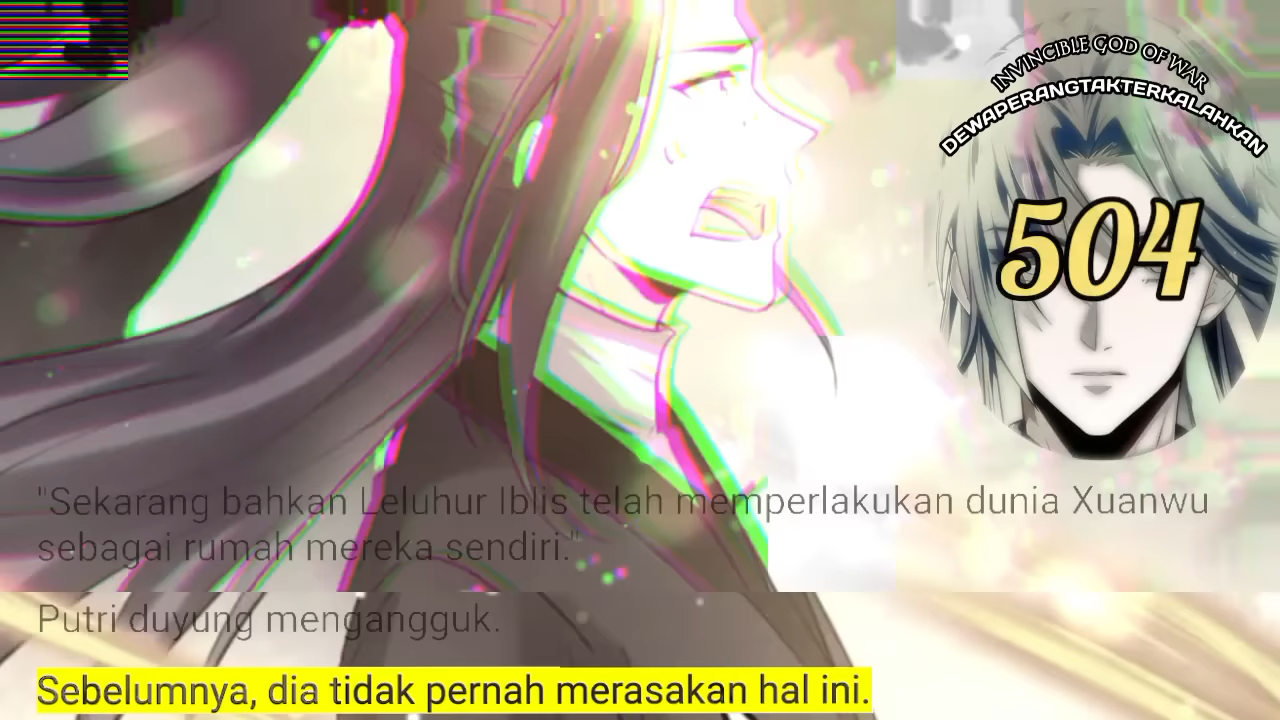 INVINCIBLE GOD OF WAR
DEWAPERANGTAKTERKALAHKAN
504
"Sekarang bahkan Leluhur Iblis telah memperlakukan dunia Xuanwu
sebagai rumah mereka sendiri."
Putri duyung mengangguk.
Sebelumnya, dia tidak pernah merasakan hal ini.